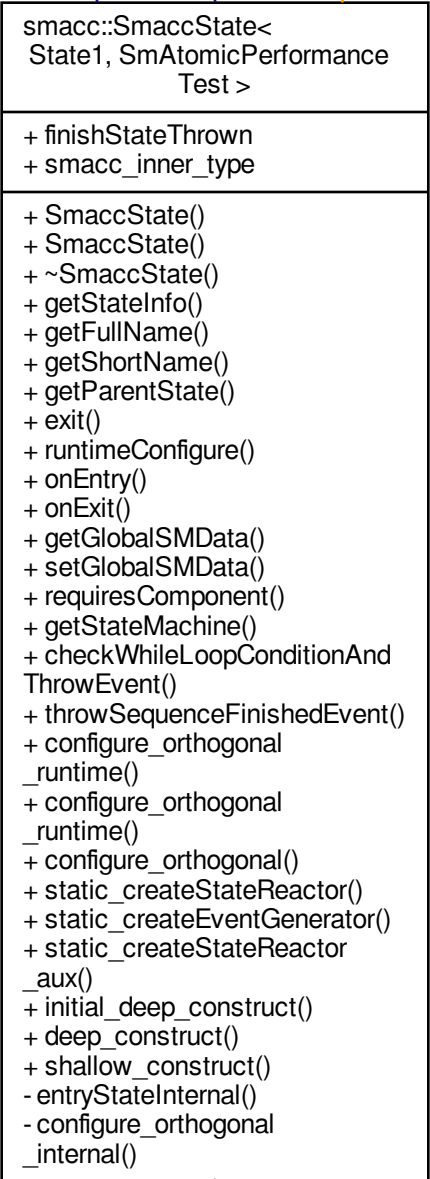 smacc::SmaccState<
State1, SmAtomicPerformance
Test >
+ finishStateThrown
+ smacc_inner_type
+ SmaccState()
+ SmaccState()
+ ~SmaccState()
+ getStateInfo()
+ getFullName()
+ getShortName()
+ getParentState()
+ exit()
+ runtimeConfigure()
+ onEntry()
+ onExit()
+ getGlobalSMData()
+ setGlobalSMData()
+ requiresComponent()
+ getStateMachine()
+ checkWhileLoopConditionAnd
ThrowEvent()
+ throwSequenceFinishedEvent()
+ configure_orthogonal
_runtime()
+ configure_orthogonal
_runtime()
+ configure_orthogonal()
+ static_createStateReactor()
+ static_createEventGenerator()
+ static_createStateReactor
_aux()
+ initial_deep_construct()
+ deep_construct()
+ shallow_construct()
- entryStateInternal()
- configure_orthogonal
_internal()